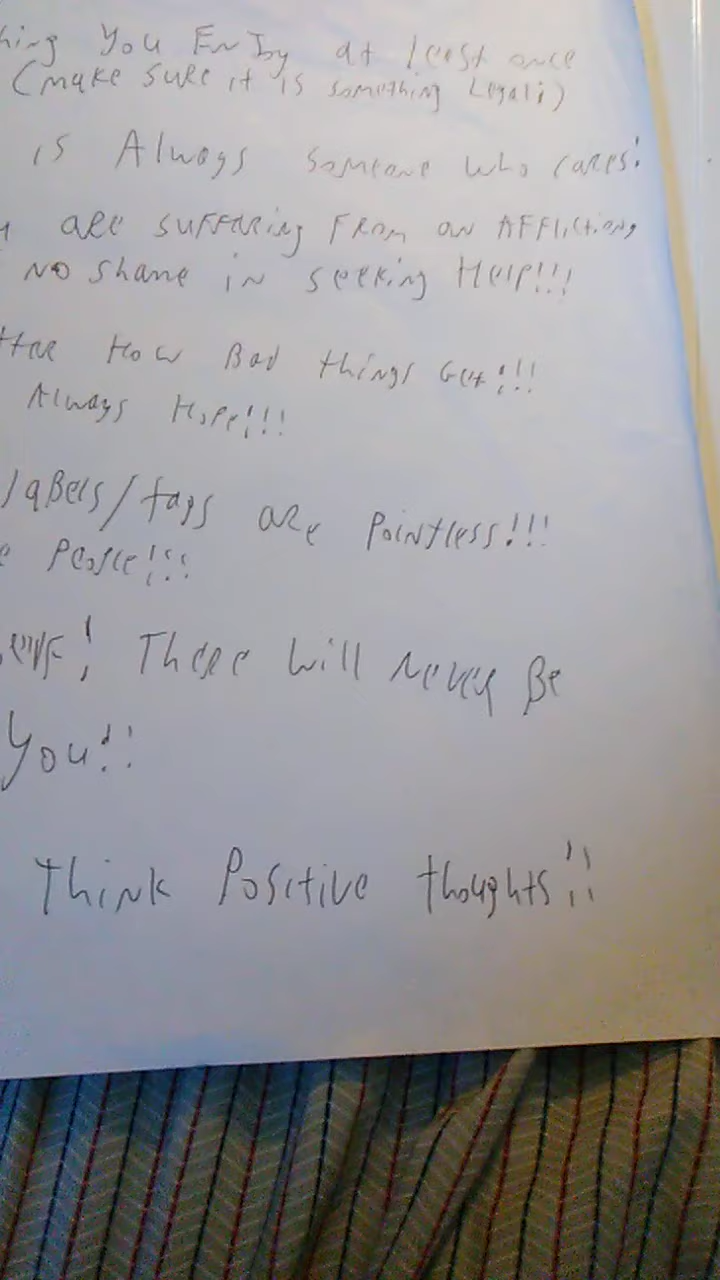 hing You EnJoy at least once
(make sure it is something Legal!)
is Always someone who cares!
are suffering From an Affliction,
No shame in seeking Help!!!
How Bad things Get!!!
Always Hope!!!
labels/tags are Pointless!!!
People!!!
There will Never Be
You!!
Think Positive thoughts!!